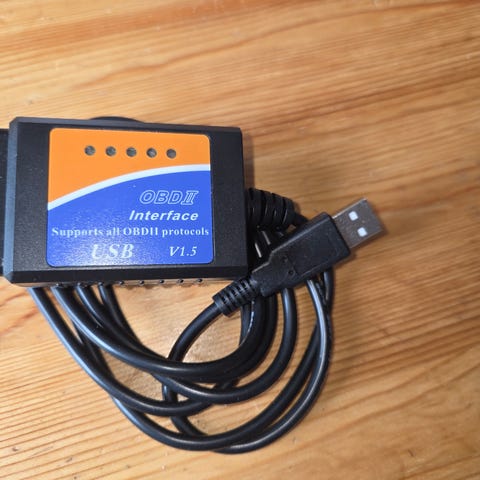 OBDII
Interface
Supports all OBDII protocols
USB V1.5